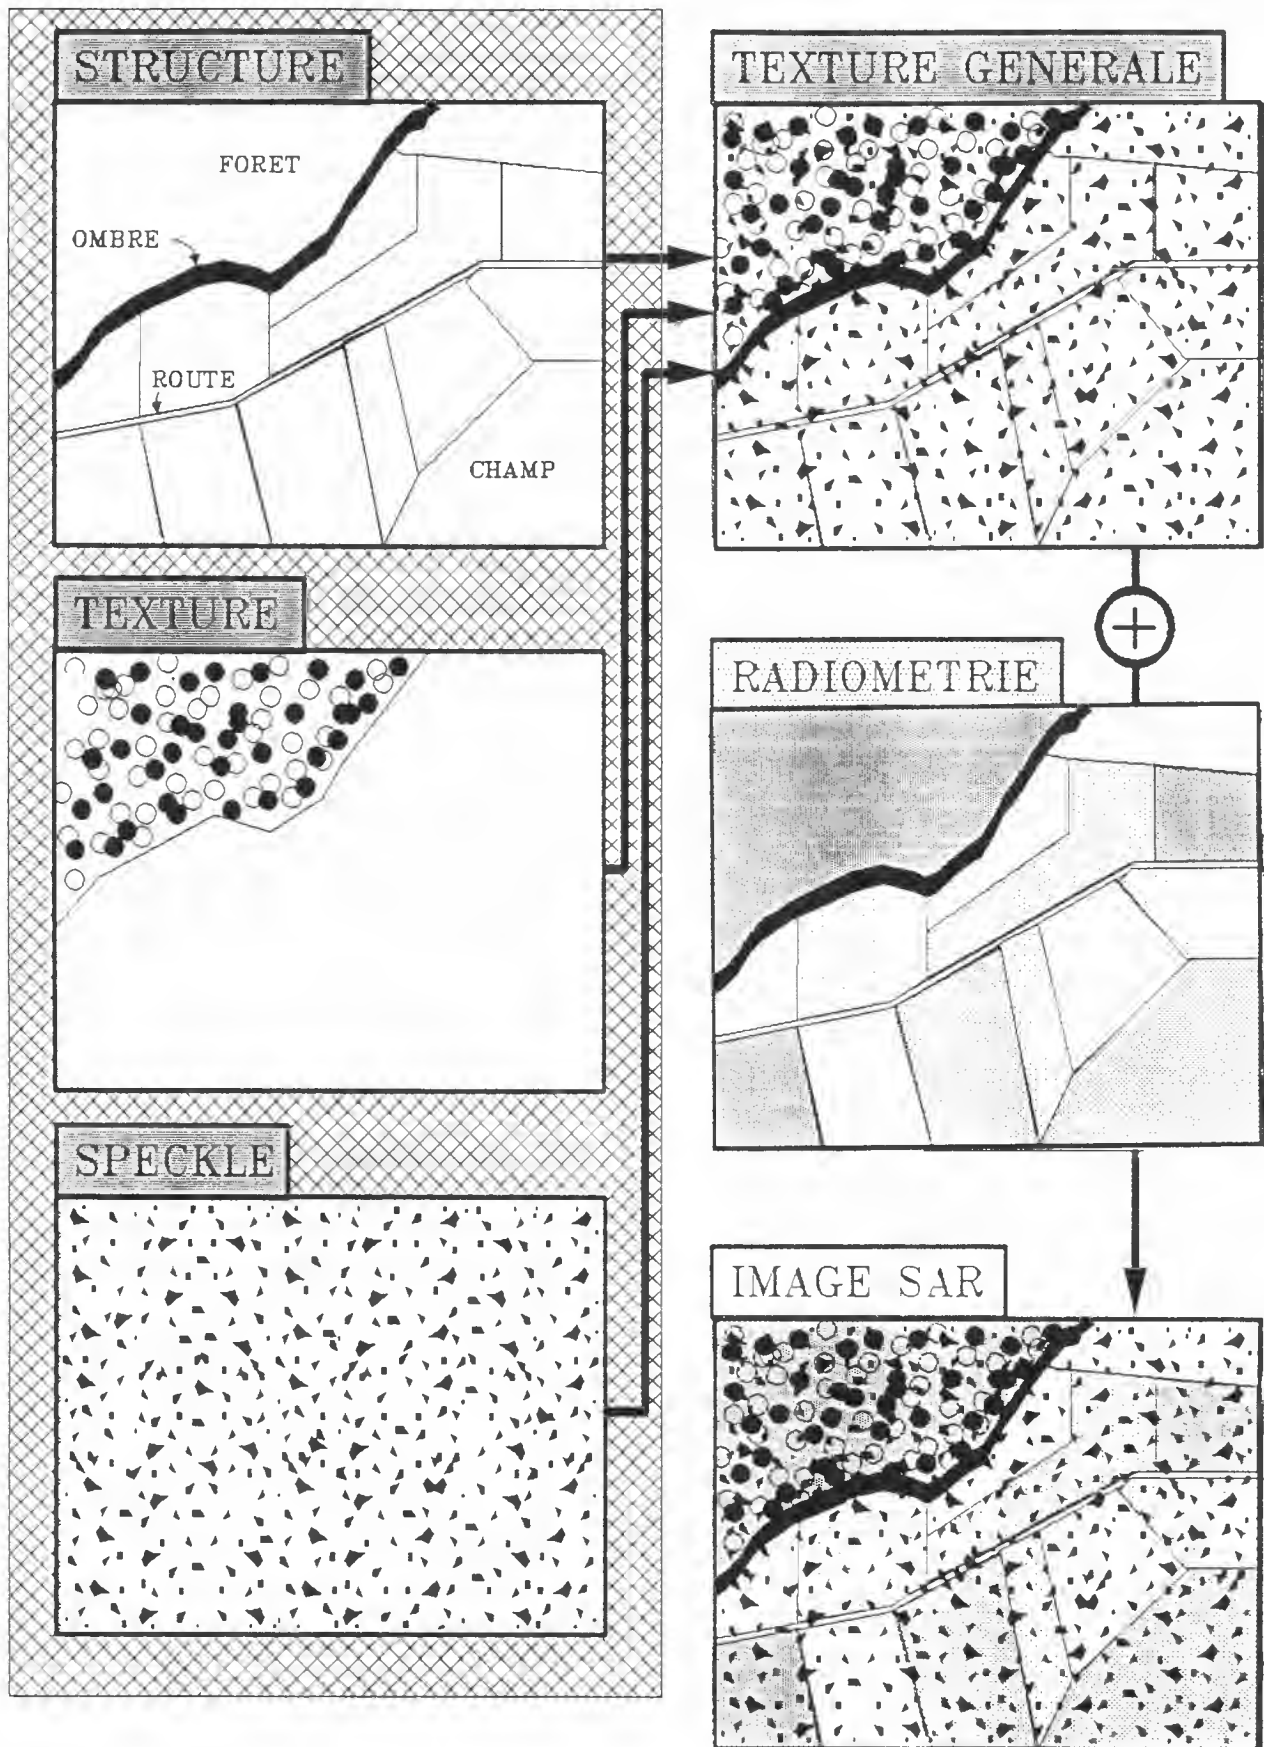 STRUCTURE
FORET
OMBRE
ROUTE
CHAMP
TEXTURE
SPECKLE
TEXTURE GENERALE
RADIOMETRIE
IMAGE SAR